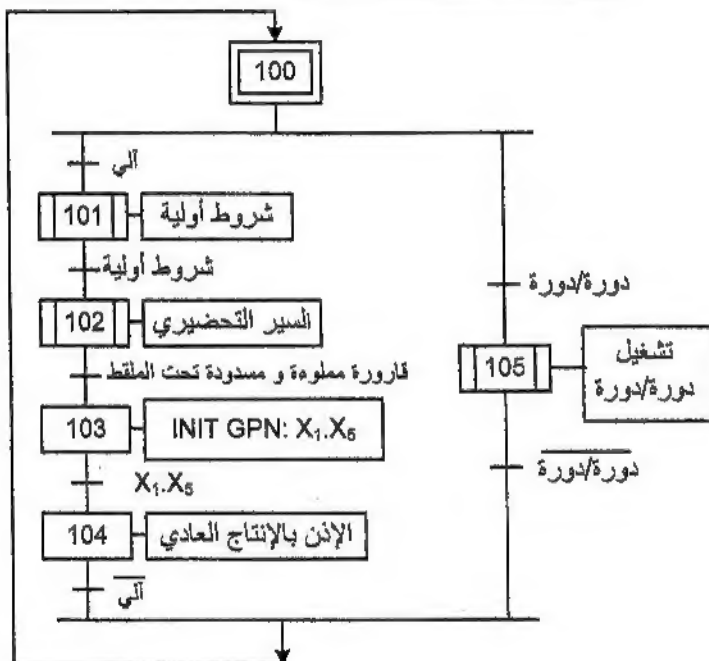 100
آلي
101
شروط أولية
شروط أولية
102
السير التحضيري
قارورة مملوءة و مسدودة تحت الملقط
103
INIT GPN: X₁.X₅
X₁.X₅
104
الإذن بالإنتاج العادي
آلي
دورة/دورة
105
تشغيل
دورة/دورة
دورة/دورة